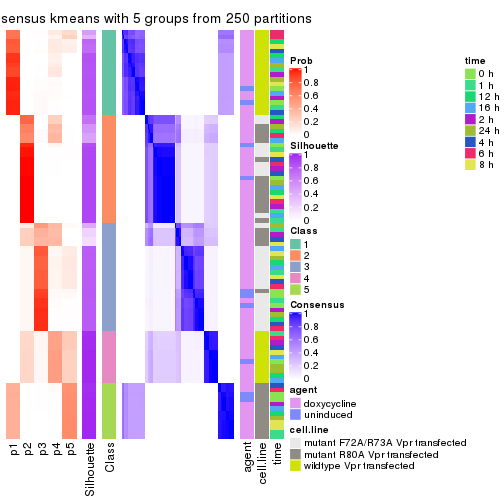 sensus kmeans with 5 groups from 250 partitions
Prob
1
0.8
0.6
0.4
0.2
0
Silhouette
1
0.8
0.6
0.4
0.2
0
Class
1
2
3
4
5
Consensus
1
0.8
0.6
0.4
0.2
0
agent
doxycycline
uninduced
cell.line
mutant F72A/R73A Vpr transfected
mutant R80A Vpr transfected
wildtype Vpr transfected
time
0 h
1 h
12 h
16 h
2 h
24 h
4 h
6 h
8 h
p1
p2
p3
p4
p5
Silhouette
Class
agent
cell.line
time